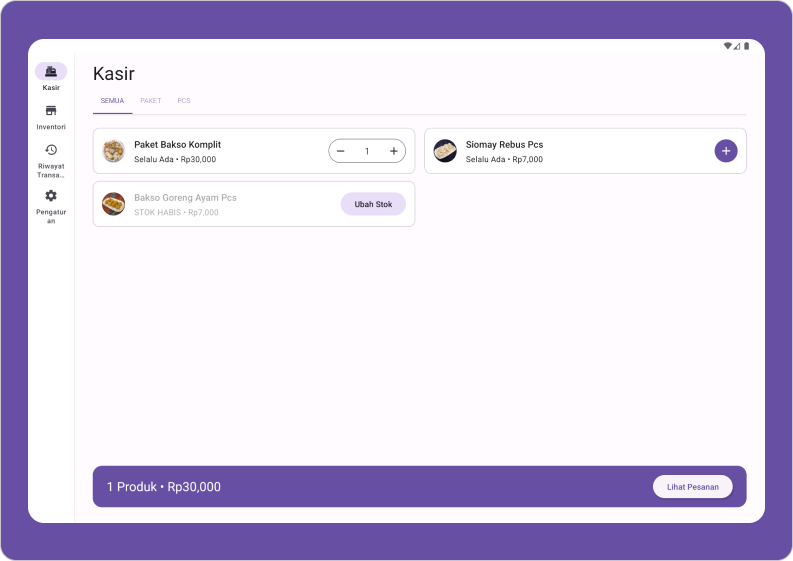 Kasir
Inventori
Riwayat
Transa...
Pengatur
an
Kasir
SEMUA
PAKET
PCS
Paket Bakso Komplit
Selalu Ada • Rp30,000
1
Siomay Rebus Pcs
Selalu Ada • Rp7,000
Bakso Goreng Ayam Pcs
STOK HABIS • Rp7,000
Ubah Stok
1 Produk • Rp30,000
Lihat Pesanan